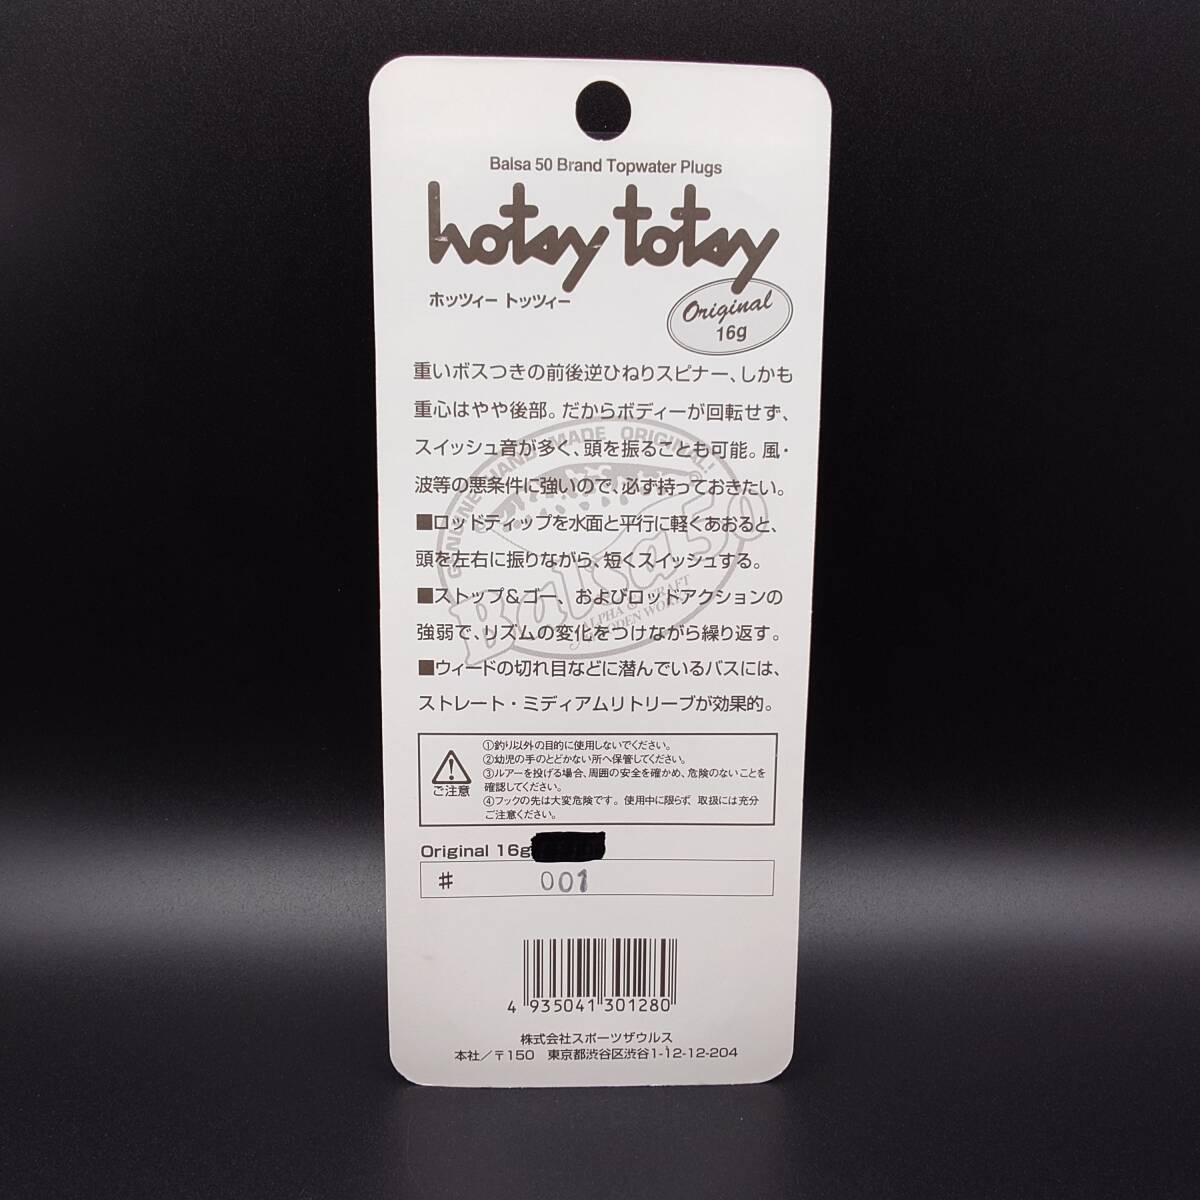 Balsa 50 Brand Topwater Plugs
hotsy totsy
ホッツィー トッツィー
Original
16g
重いボスつきの前後逆ひねりスピナー、しかも
重心はやや後部。だからボディーが回転せず、
スイッシュ音が多く、頭を振ることも可能。風・
波等の悪条件に強いので、必ず持っておきたい。
■ロッドティップを水面と平行に軽くあおると、
頭を左右に振りながら、短くスイッシュする。
■ストップ&ゴー、およびロッドアクションの
強弱で、リズムの変化をつけながら繰り返す。
■ウィードの切れ目などに潜んでいるバスには、
ストレート・ミディアムリトリーブが効果的。
HAND MADE ORIGINAL!
Balsa50
ALPHA & CRAFT
WOODEN WORKS
ご注意
①釣り以外の目的に使用しないでください。
②幼児の手のとどかない所へ保管してください。
③ルアーを投げる場合、周囲の安全を確かめ、危険のないことを
確認してください。
④フックの先は大変危険です。使用中に限らず、取扱には充分
ご注意ください。
Original 16g
# 001
4 935041 301280
株式会社スポーツザウルス
本社/〒150 東京都渋谷区渋谷1-12-12-204